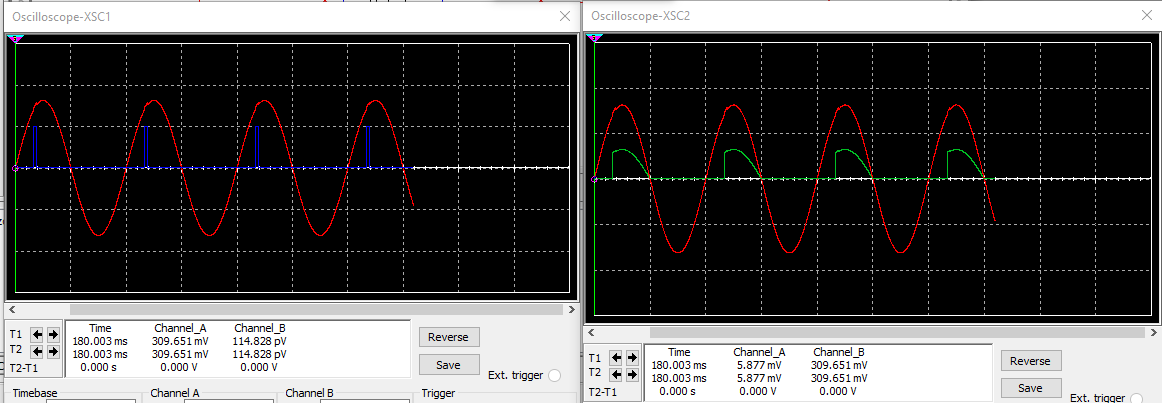 Oscilloscope-XSC1
T1
T2
T2-T1
Time Channel_A Channel_B
180.003 ms 309.651 mV 114.828 pV
180.003 ms 309.651 mV 114.828 pV
0.000 s 0.000 V 0.000 V
Reverse
Save
Ext. trigger
Timebase
Channel A
Channel B
Trigger
Oscilloscope-XSC2
T1
T2
T2-T1
Time Channel_A Channel_B
180.003 ms 5.877 mV 309.651 mV
180.003 ms 5.877 mV 309.651 mV
0.000 s 0.000 V 0.000 V
Reverse
Save
Ext. trigger